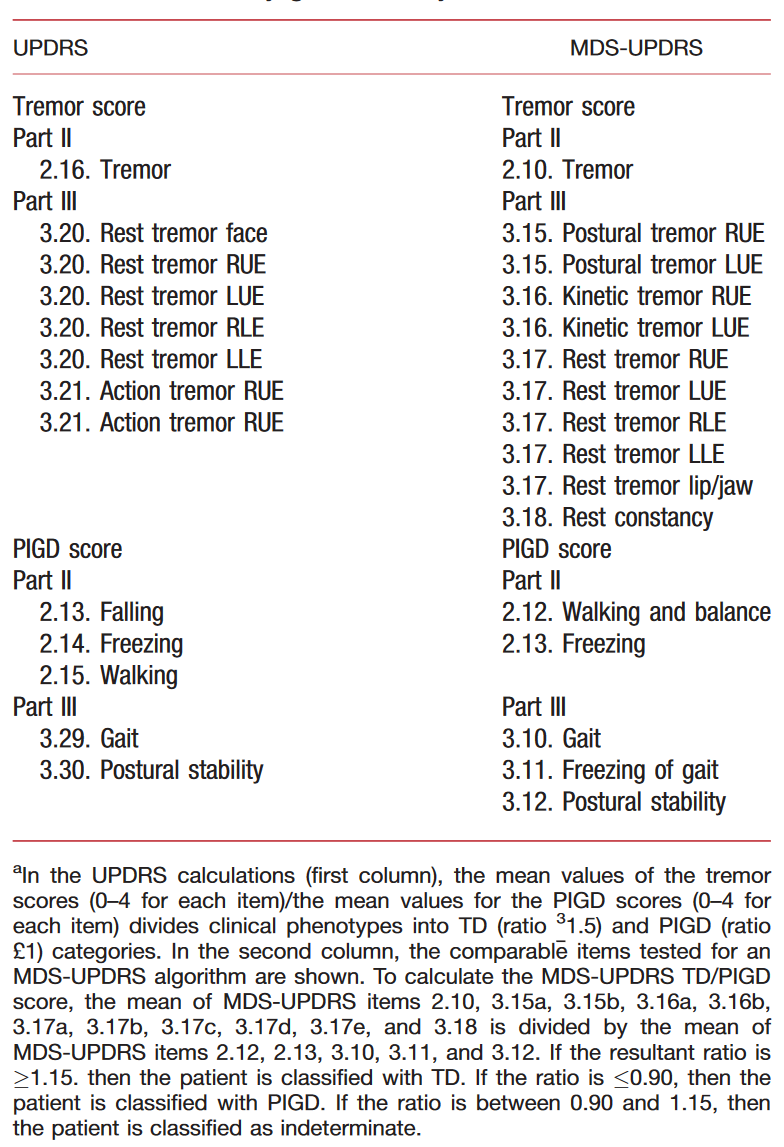 UPDRS MDS-UPDRS
Tremor score Tremor score
Part II Part II
2.16. Tremor 2.10. Tremor
Part III Part III
3.20. Rest tremor face 3.15. Postural tremor RUE
3.20. Rest tremor RUE 3.15. Postural tremor LUE
3.20. Rest tremor LUE 3.16. Kinetic tremor RUE
3.20. Rest tremor RLE 3.16. Kinetic tremor LUE
3.20. Rest tremor LLE 3.17. Rest tremor RUE
3.21. Action tremor RUE 3.17. Rest tremor LUE
3.21. Action tremor RUE 3.17. Rest tremor RLE
3.17. Rest tremor LLE
3.17. Rest tremor lip/jaw
3.18. Rest constancy
PIGD score PIGD score
Part II Part II
2.13. Falling 2.12. Walking and balance
2.14. Freezing 2.13. Freezing
2.15. Walking
Part III Part III
3.29. Gait 3.10. Gait
3.30. Postural stability 3.11. Freezing of gait
3.12. Postural stability
aIn the UPDRS calculations (first column), the mean values of the tremor
scores (0–4 for each item)/the mean values for the PIGD scores (0–4 for
each item) divides clinical phenotypes into TD (ratio ³1.5) and PIGD (ratio
£1) categories. In the second column, the comparable items tested for an
MDS-UPDRS algorithm are shown. To calculate the MDS-UPDRS TD/PIGD
score, the mean of MDS-UPDRS items 2.10, 3.15a, 3.15b, 3.16a, 3.16b,
3.17a, 3.17b, 3.17c, 3.17d, 3.17e, and 3.18 is divided by the mean of
MDS-UPDRS items 2.12, 2.13, 3.10, 3.11, and 3.12. If the resultant ratio is
≥1.15. then the patient is classified with TD. If the ratio is ≤0.90, then the
patient is classified with PIGD. If the ratio is between 0.90 and 1.15, then
the patient is classified as indeterminate.